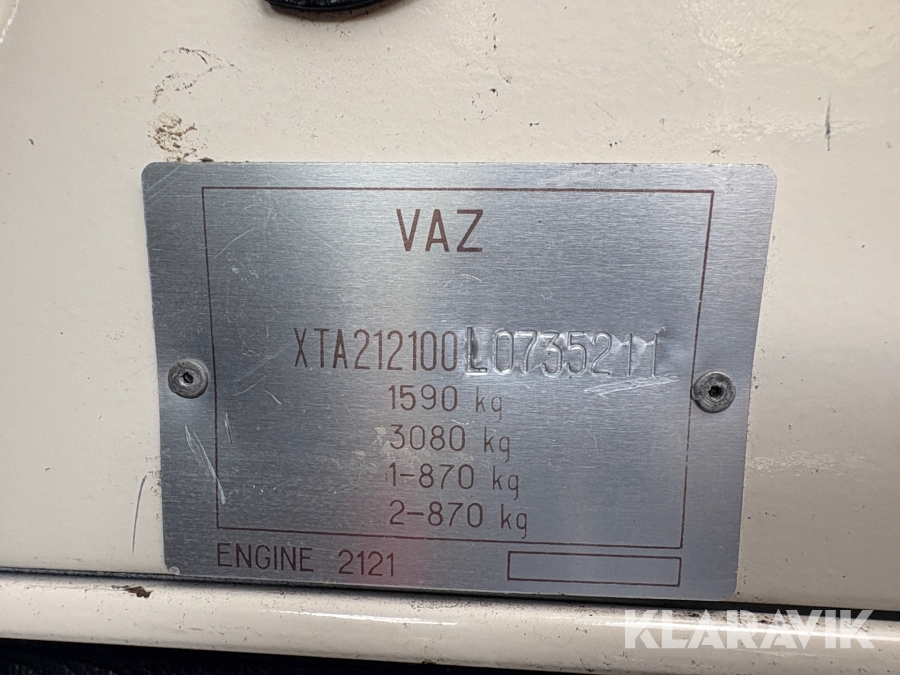 VAZ
XTA212100L0735211
1590 kg
3080 kg
1-870 kg
2-870 kg
ENGINE 2121
KLARAVIK